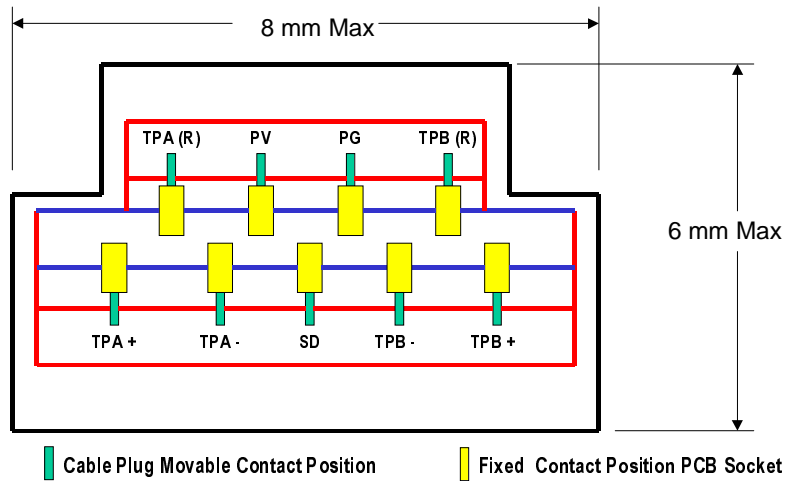 8 mm Max
TPA (R) PV PG TPB (R)
6 mm Max
TPA + TPA - SD TPB - TPB +
Cable Plug Movable Contact Position
Fixed Contact Position PCB Socket